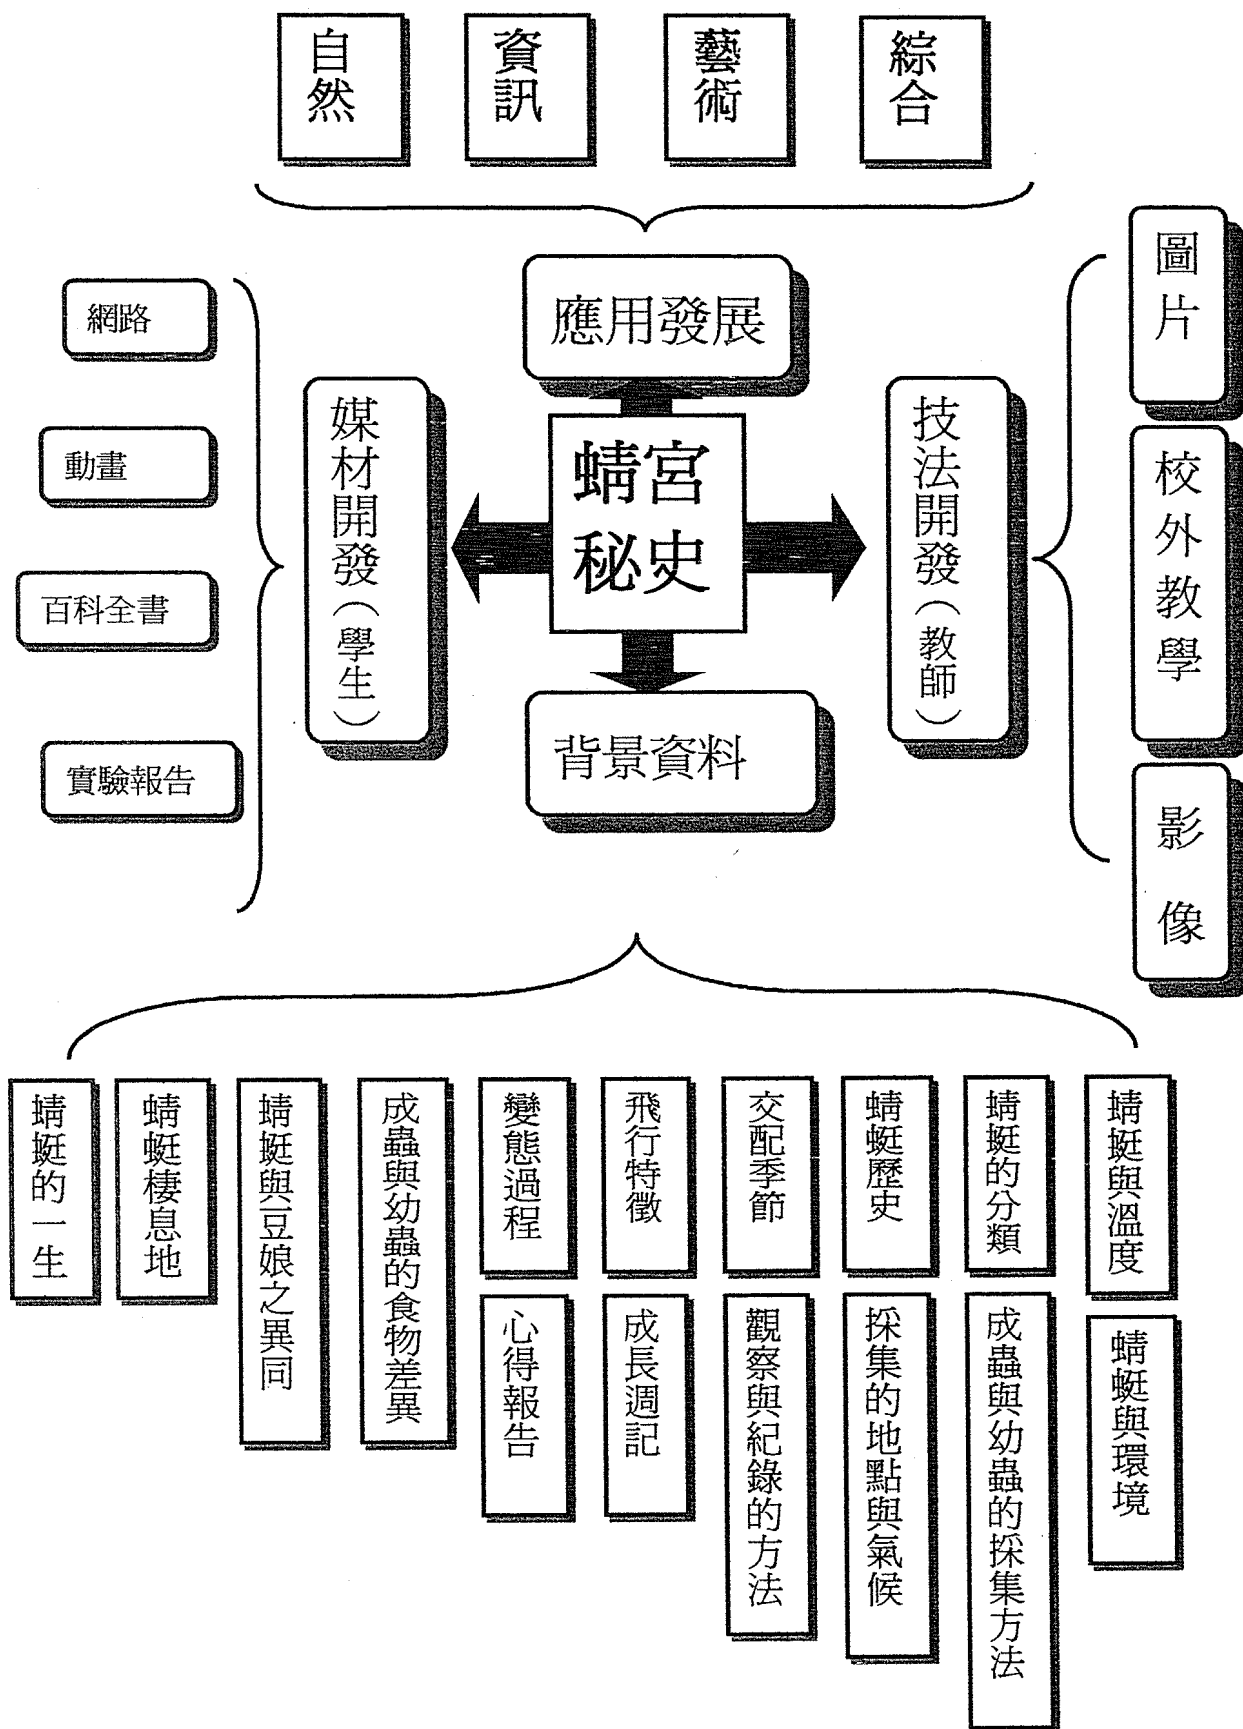 自然
資訊
藝術
綜合
應用發展
網路
動畫
百科全書
實驗報告
媒材開發（學生）
蜻宮
秘史
技法開發（教師）
圖片
校外教學
影像
背景資料
蜻蜓的一生
蜻蜓棲息地
蜻蜓與豆娘之異同
成蟲與幼蟲的食物差異
變態過程
飛行特徵
交配季節
蜻蜓歷史
蜻蜓的分類
蜻蜓與溫度
心得報告
成長週記
觀察與紀錄的方法
採集的地點與氣候
成蟲與幼蟲的採集方法
蜻蜓與環境